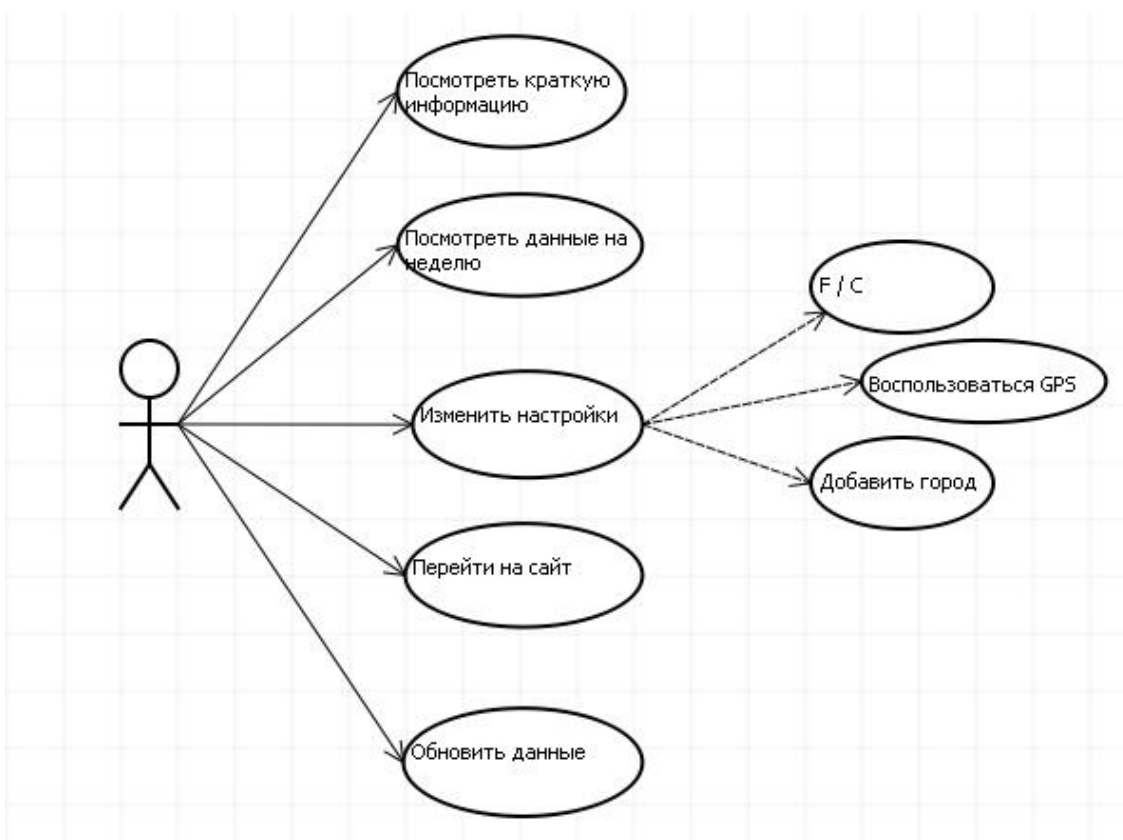 Посмотреть краткую
информацию
Посмотреть данные на
неделю
F / C
Воспользоваться GPS
Изменить настройки
Добавить город
Перейти на сайт
Обновить данные